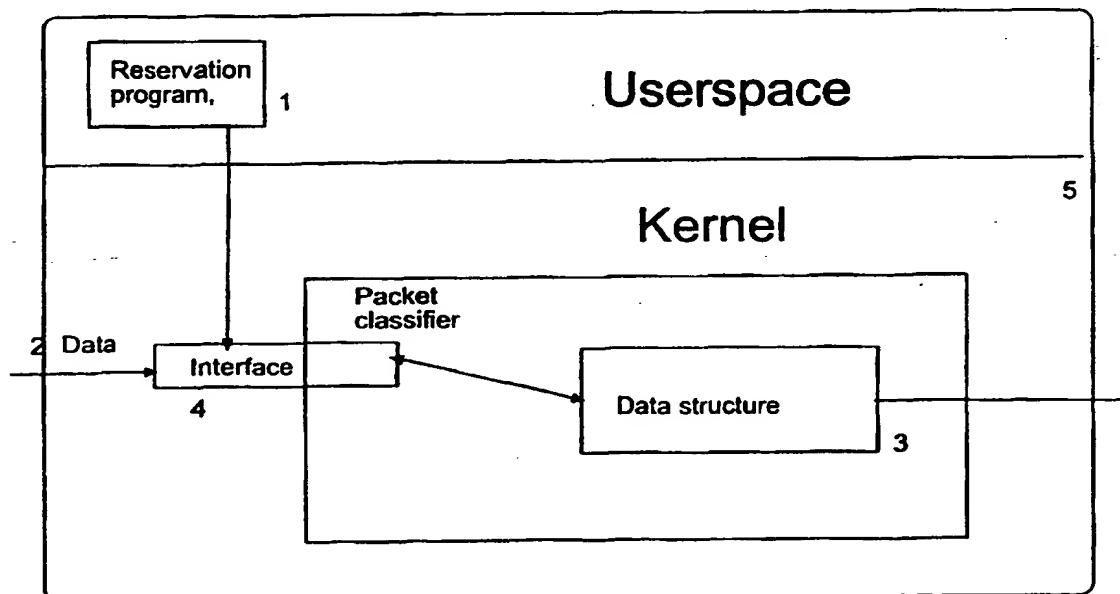 Reservation
program,
1
Userspace
5
Kernel
Packet
classifier
2 Data
Interface
4
Data structure
3